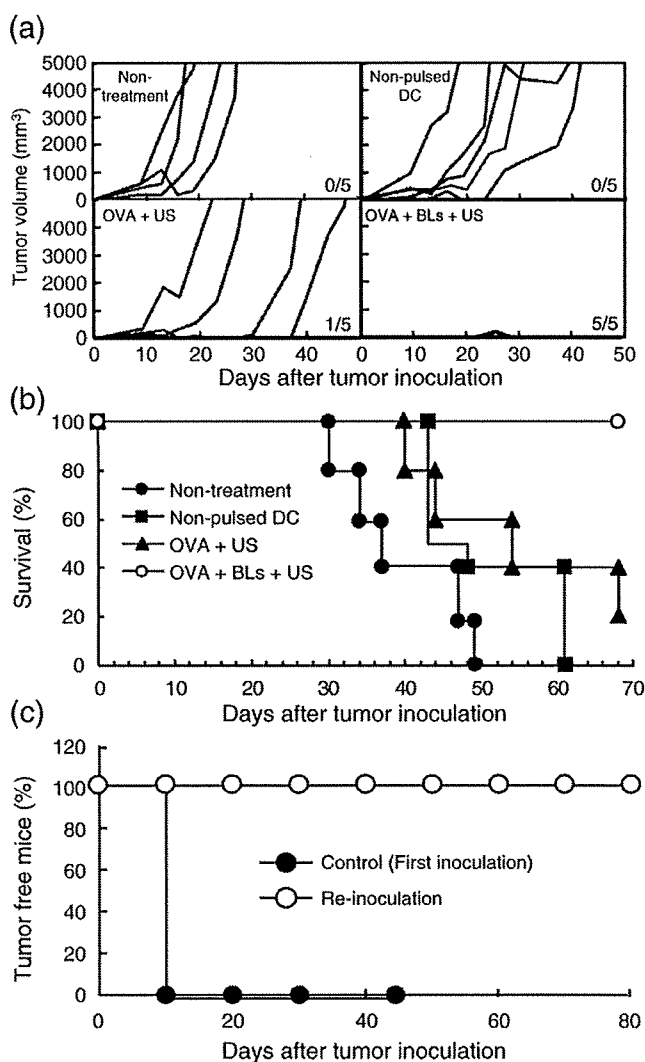 (a)
5000
4000
3000
2000
1000
0
Non-
treatment
0/5
Non-pulsed
DC
0/5
Tumor volume (mm³)
4000
3000
2000
1000
0
OVA + US
1/5
OVA + BLs + US
5/5
0 10 20 30 40 0 10 20 30 40 50
Days after tumor inoculation
(b)
100
80
60
40
20
0
Survival (%)
Non-treatment
Non-pulsed DC
OVA + US
OVA + BLs + US
0 10 20 30 40 50 60 70
Days after tumor inoculation
(c)
120
100
80
60
40
20
0
Tumor free mice (%)
Control (First inoculation)
Re-inoculation
0 20 40 60 80
Days after tumor inoculation